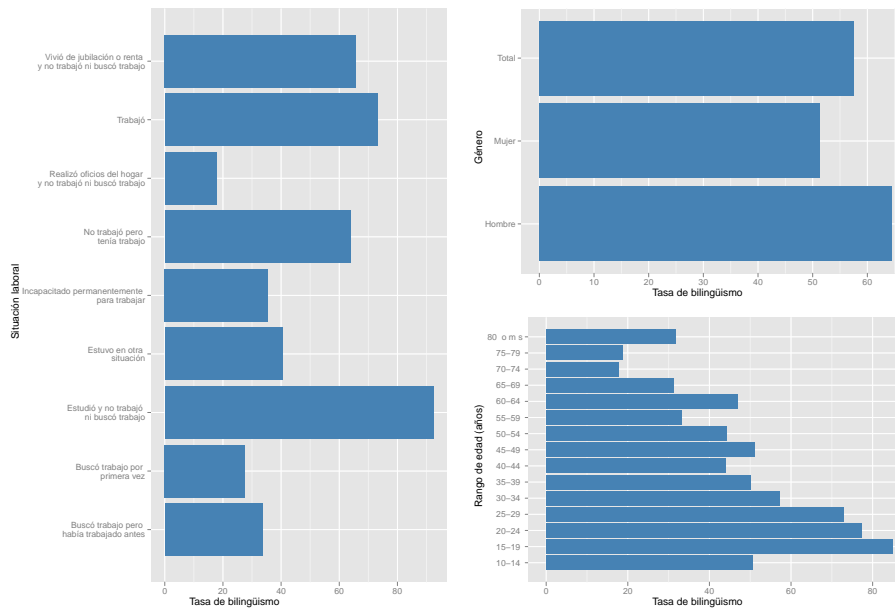 Situación laboral
Vivió de jubilación o renta
y no trabajó ni buscó trabajo
Trabajó
Realizó oficios del hogar
y no trabajó ni buscó trabajo
No trabajó pero
tenía trabajo
Incapacitado permanentemente
para trabajar
Estuvo en otra
situación
Estudió y no trabajó
ni buscó trabajo
Buscó trabajo por
primera vez
Buscó trabajo pero
había trabajado antes
0 20 40 60 80
Tasa de bilingüismo
Género
Total
Mujer
Hombre
0 10 20 30 40 50 60
Tasa de bilingüismo
Rango de edad (años)
80 o m s
75–79
70–74
65–69
60–64
55–59
50–54
45–49
40–44
35–39
30–34
25–29
20–24
15–19
10–14
0 20 40 60 80
Tasa de bilingüismo